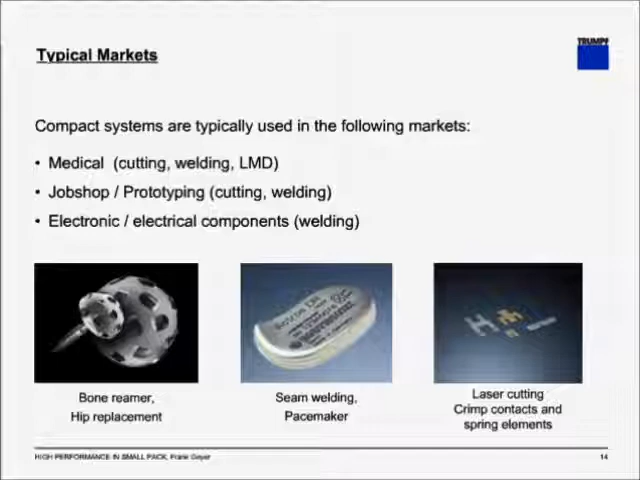 Typical Markets
TRUMPF
Compact systems are typically used in the following markets:
• Medical (cutting, welding, LMD)
• Jobshop / Prototyping (cutting, welding)
• Electronic / electrical components (welding)
Bone reamer,
Hip replacement
Seam welding,
Pacemaker
Laser cutting
Crimp contacts and
spring elements
HIGH PERFORMANCE IN SMALL PACK, Frank Geyer
14